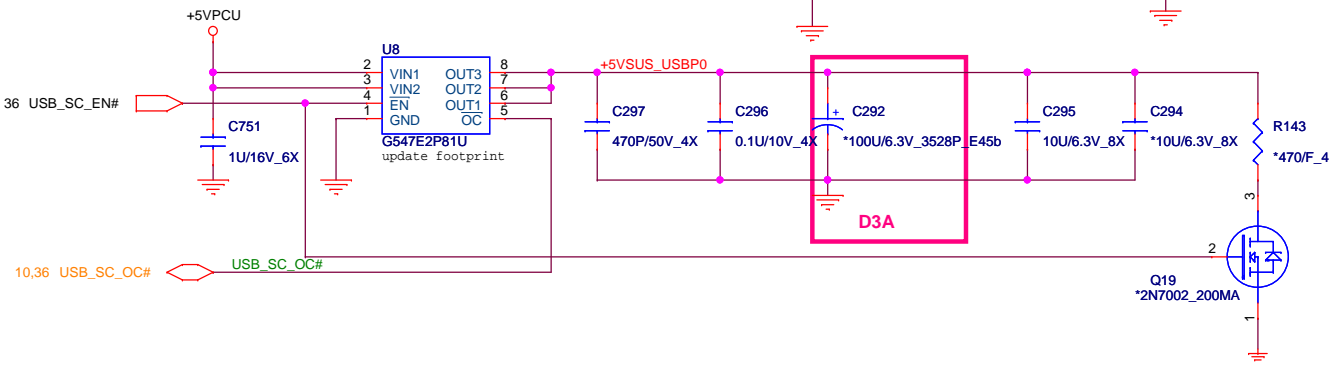 +5VPCU
U8
2 VIN1 OUT3 8
3 VIN2 OUT2 7
4 EN OUT1 6
1 GND OC 5
G547E2P81U
update footprint
+5VSUS_USBP0
36 USB_SC_EN#
C751
1U/16V_6X
C297
470P/50V_4X
C296
0.1U/10V_4X
+
C292
*100U/6.3V_3528P_E45b
C295
10U/6.3V_8X
C294
*10U/6.3V_8X
R143
*470/F_4
D3A
3
2
1
Q19
*2N7002_200MA
10,36 USB_SC_OC#
USB_SC_OC#